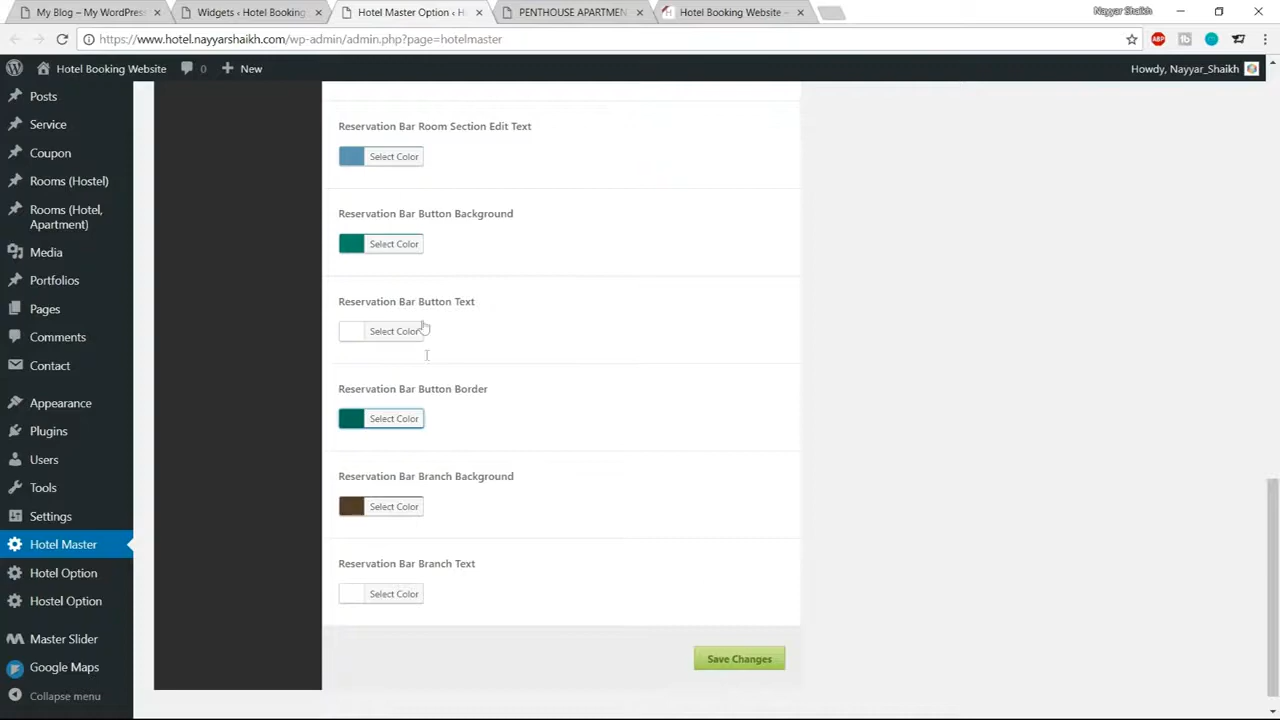 My Blog – My WordPress
Widgets ‹ Hotel Booking
Hotel Master Option ‹ H
PENTHOUSE APARTMEN
Hotel Booking Website –
Nayyar Shaikh
https://www.hotel.nayyarshaikh.com/wp-admin/admin.php?page=hotelmaster
ABP
Hotel Booking Website
0
New
Howdy, Nayyar_Shaikh
Posts
Service
Coupon
Rooms (Hostel)
Rooms (Hotel,
Apartment)
Media
Portfolios
Pages
Comments
Contact
Appearance
Plugins
Users
Tools
Settings
Hotel Master
Hotel Option
Hostel Option
Master Slider
Google Maps
Collapse menu
Reservation Bar Room Section Edit Text
Select Color
Reservation Bar Button Background
Select Color
Reservation Bar Button Text
Select Color
Reservation Bar Button Border
Select Color
Reservation Bar Branch Background
Select Color
Reservation Bar Branch Text
Select Color
Save Changes